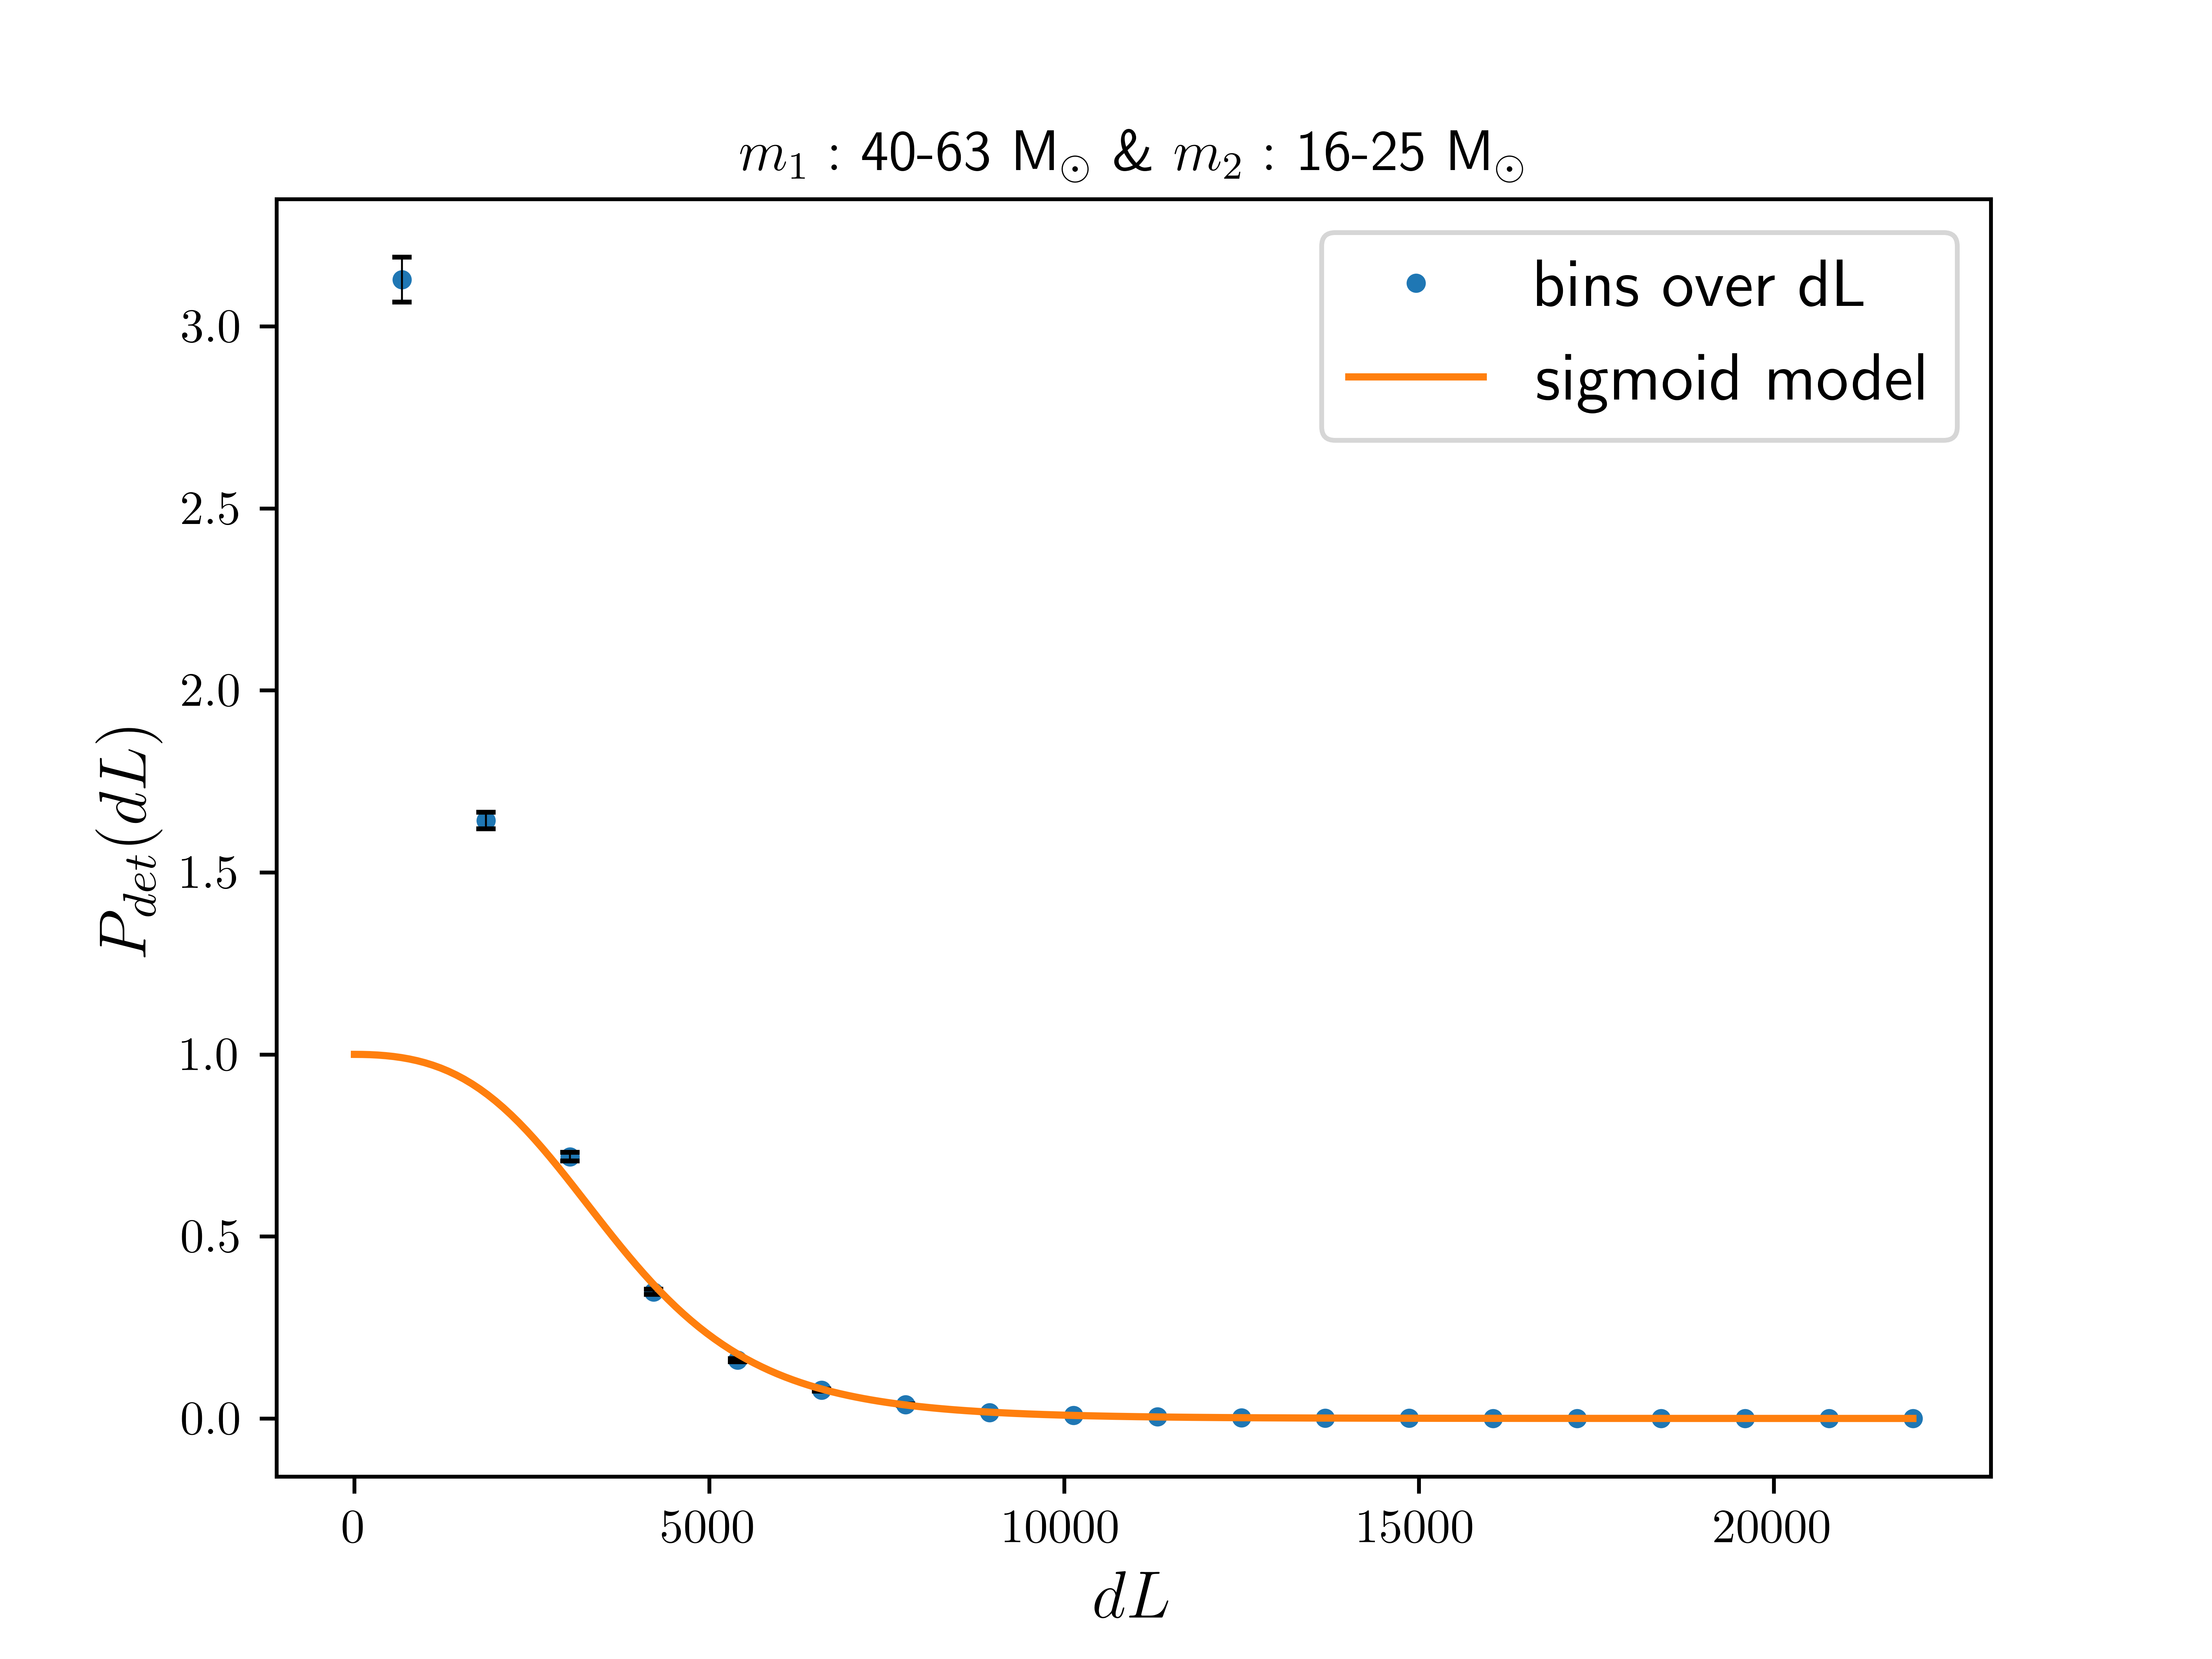 m₁ : 40-63 M⊙ & m₂ : 16-25 M⊙
bins over dL
sigmoid model
3.0
2.5
2.0
1.5
1.0
0.5
0.0
P_det(dL)
0 5000 10000 15000 20000
dL